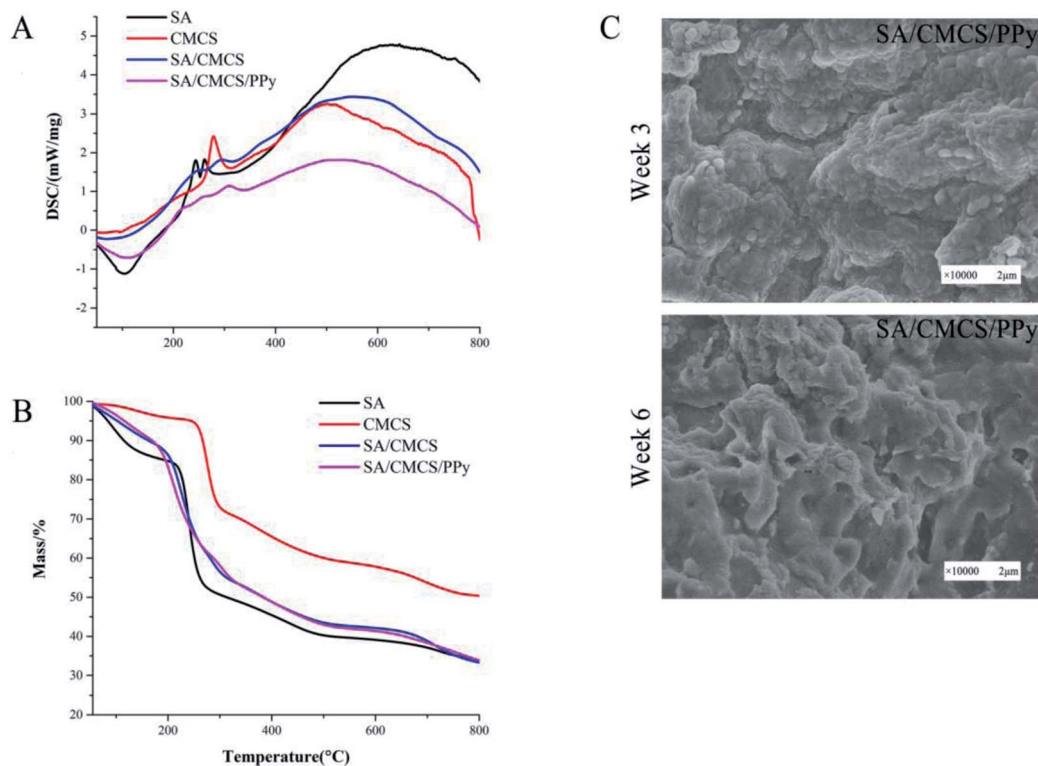 A
SA
CMCS
SA/CMCS
SA/CMCS/PPy
DSC/(mW/mg)
5
4
3
2
1
0
-1
-2
200
400
600
800
B
SA
CMCS
SA/CMCS
SA/CMCS/PPy
Mass/%
100
90
80
70
60
50
40
30
20
200
400
600
800
Temperature(°C)
C
Week 3
SA/CMCS/PPy
×10000 2μm
Week 6
SA/CMCS/PPy
×10000 2μm